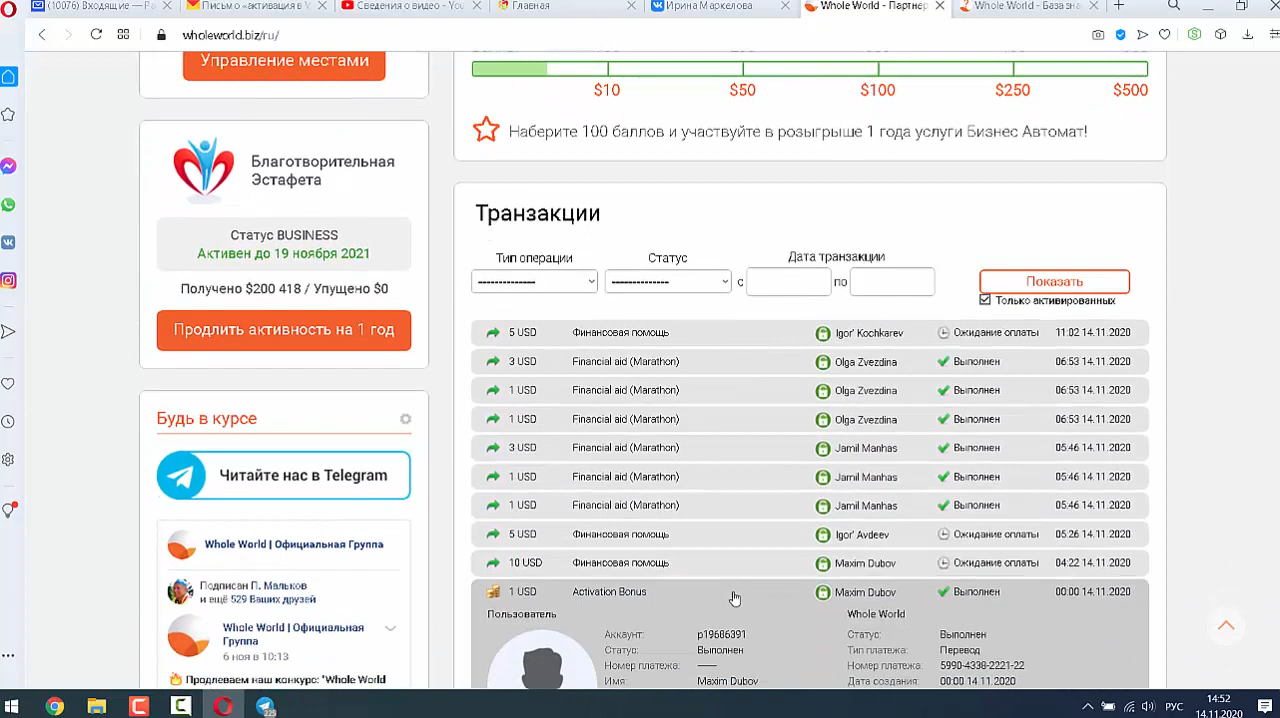 (10076) Входящие — Ра
Письмо о «активация в
Сведения о видео - You
Главная
Ирина Маркелова
Whole World - Партнер
Whole World - База зна
wholeworld.biz/ru/
Управление местами
$10 $50 $100 $250 $500
Наберите 100 баллов и участвуйте в розыгрыше 1 года услуги Бизнес Автомат!
Благотворительная
Эстафета
Статус BUSINESS
Активен до 19 ноября 2021
Получено $200 418 / Упущено $0
Продлить активность на 1 год
Будь в курсе
Читайте нас в Telegram
Whole World | Официальная Группа
Подписан П. Мальков
и ещё 529 Ваших друзей
Whole World | Официальная
Группа
6 ноя в 10:13
Продлеваем наш конкурс: "Whole World
Транзакции
Тип операции Статус Дата транзакции
-------------- -------------- с по Показать
Только активированных
5 USD Финансовая помощь Igor' Kochkarev Ожидание оплаты 11:02 14.11.2020
3 USD Financial aid (Marathon) Olga Zvezdina Выполнен 06:53 14.11.2020
1 USD Financial aid (Marathon) Olga Zvezdina Выполнен 06:53 14.11.2020
1 USD Financial aid (Marathon) Olga Zvezdina Выполнен 06:53 14.11.2020
3 USD Financial aid (Marathon) Jamil Manhas Выполнен 05:46 14.11.2020
1 USD Financial aid (Marathon) Jamil Manhas Выполнен 05:46 14.11.2020
1 USD Financial aid (Marathon) Jamil Manhas Выполнен 05:46 14.11.2020
5 USD Финансовая помощь Igor' Avdeev Ожидание оплаты 05:26 14.11.2020
10 USD Финансовая помощь Maxim Dubov Ожидание оплаты 04:22 14.11.2020
1 USD Activation Bonus Maxim Dubov Выполнен 00:00 14.11.2020
Пользователь Whole World
Аккаунт: p19686391 Статус: Выполнен
Статус: Выполнен Тип платежа: Перевод
Номер платежа: —— Номер платежа: 5990-4338-2221-22
Имя: Maxim Dubov Дата создания: 00:00 14.11.2020
225
РУС
14:52
14.11.2020